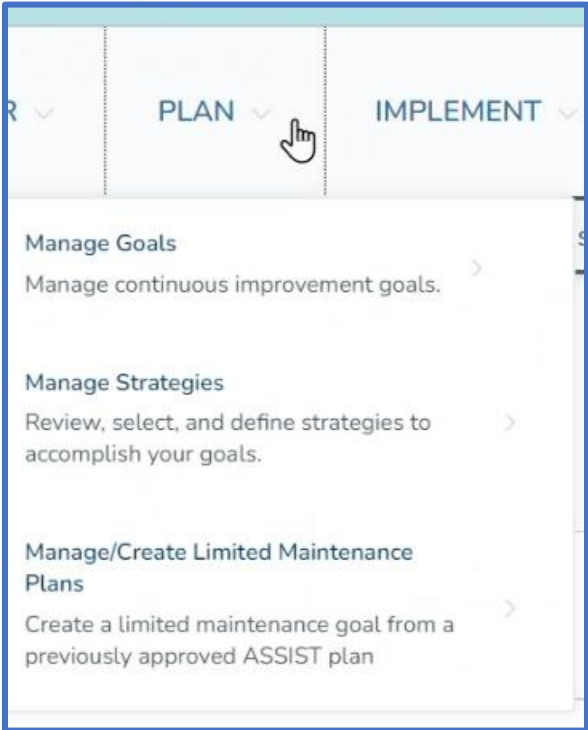 R PLAN IMPLEMENT
Manage Goals
Manage continuous improvement goals.
Manage Strategies
Review, select, and define strategies to
accomplish your goals.
Manage/Create Limited Maintenance
Plans
Create a limited maintenance goal from a
previously approved ASSIST plan